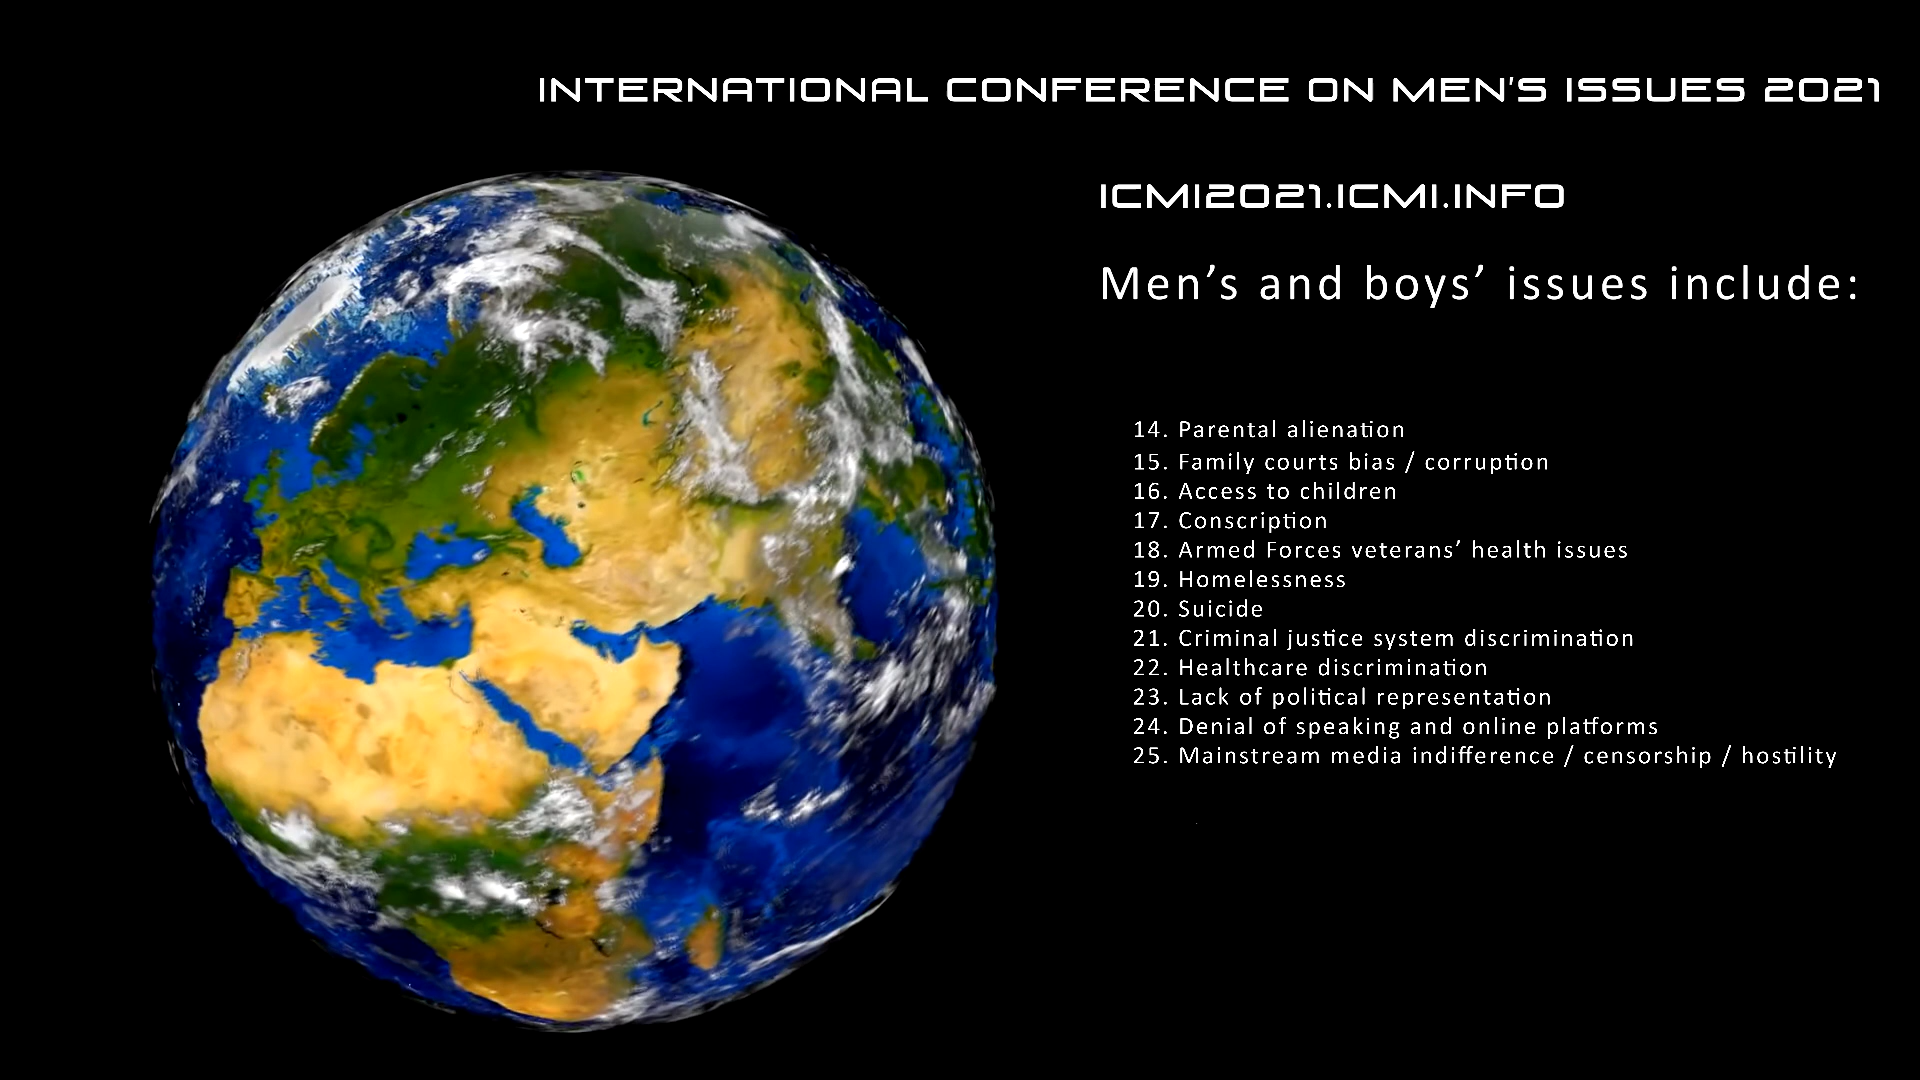 INTERNATIONAL CONFERENCE ON MEN'S ISSUES 2021
ICMI2021.ICMI.INFO
Men’s and boys’ issues include:
14. Parental alienation
15. Family courts bias / corruption
16. Access to children
17. Conscription
18. Armed Forces veterans’ health issues
19. Homelessness
20. Suicide
21. Criminal justice system discrimination
22. Healthcare discrimination
23. Lack of political representation
24. Denial of speaking and online platforms
25. Mainstream media indifference / censorship / hostility